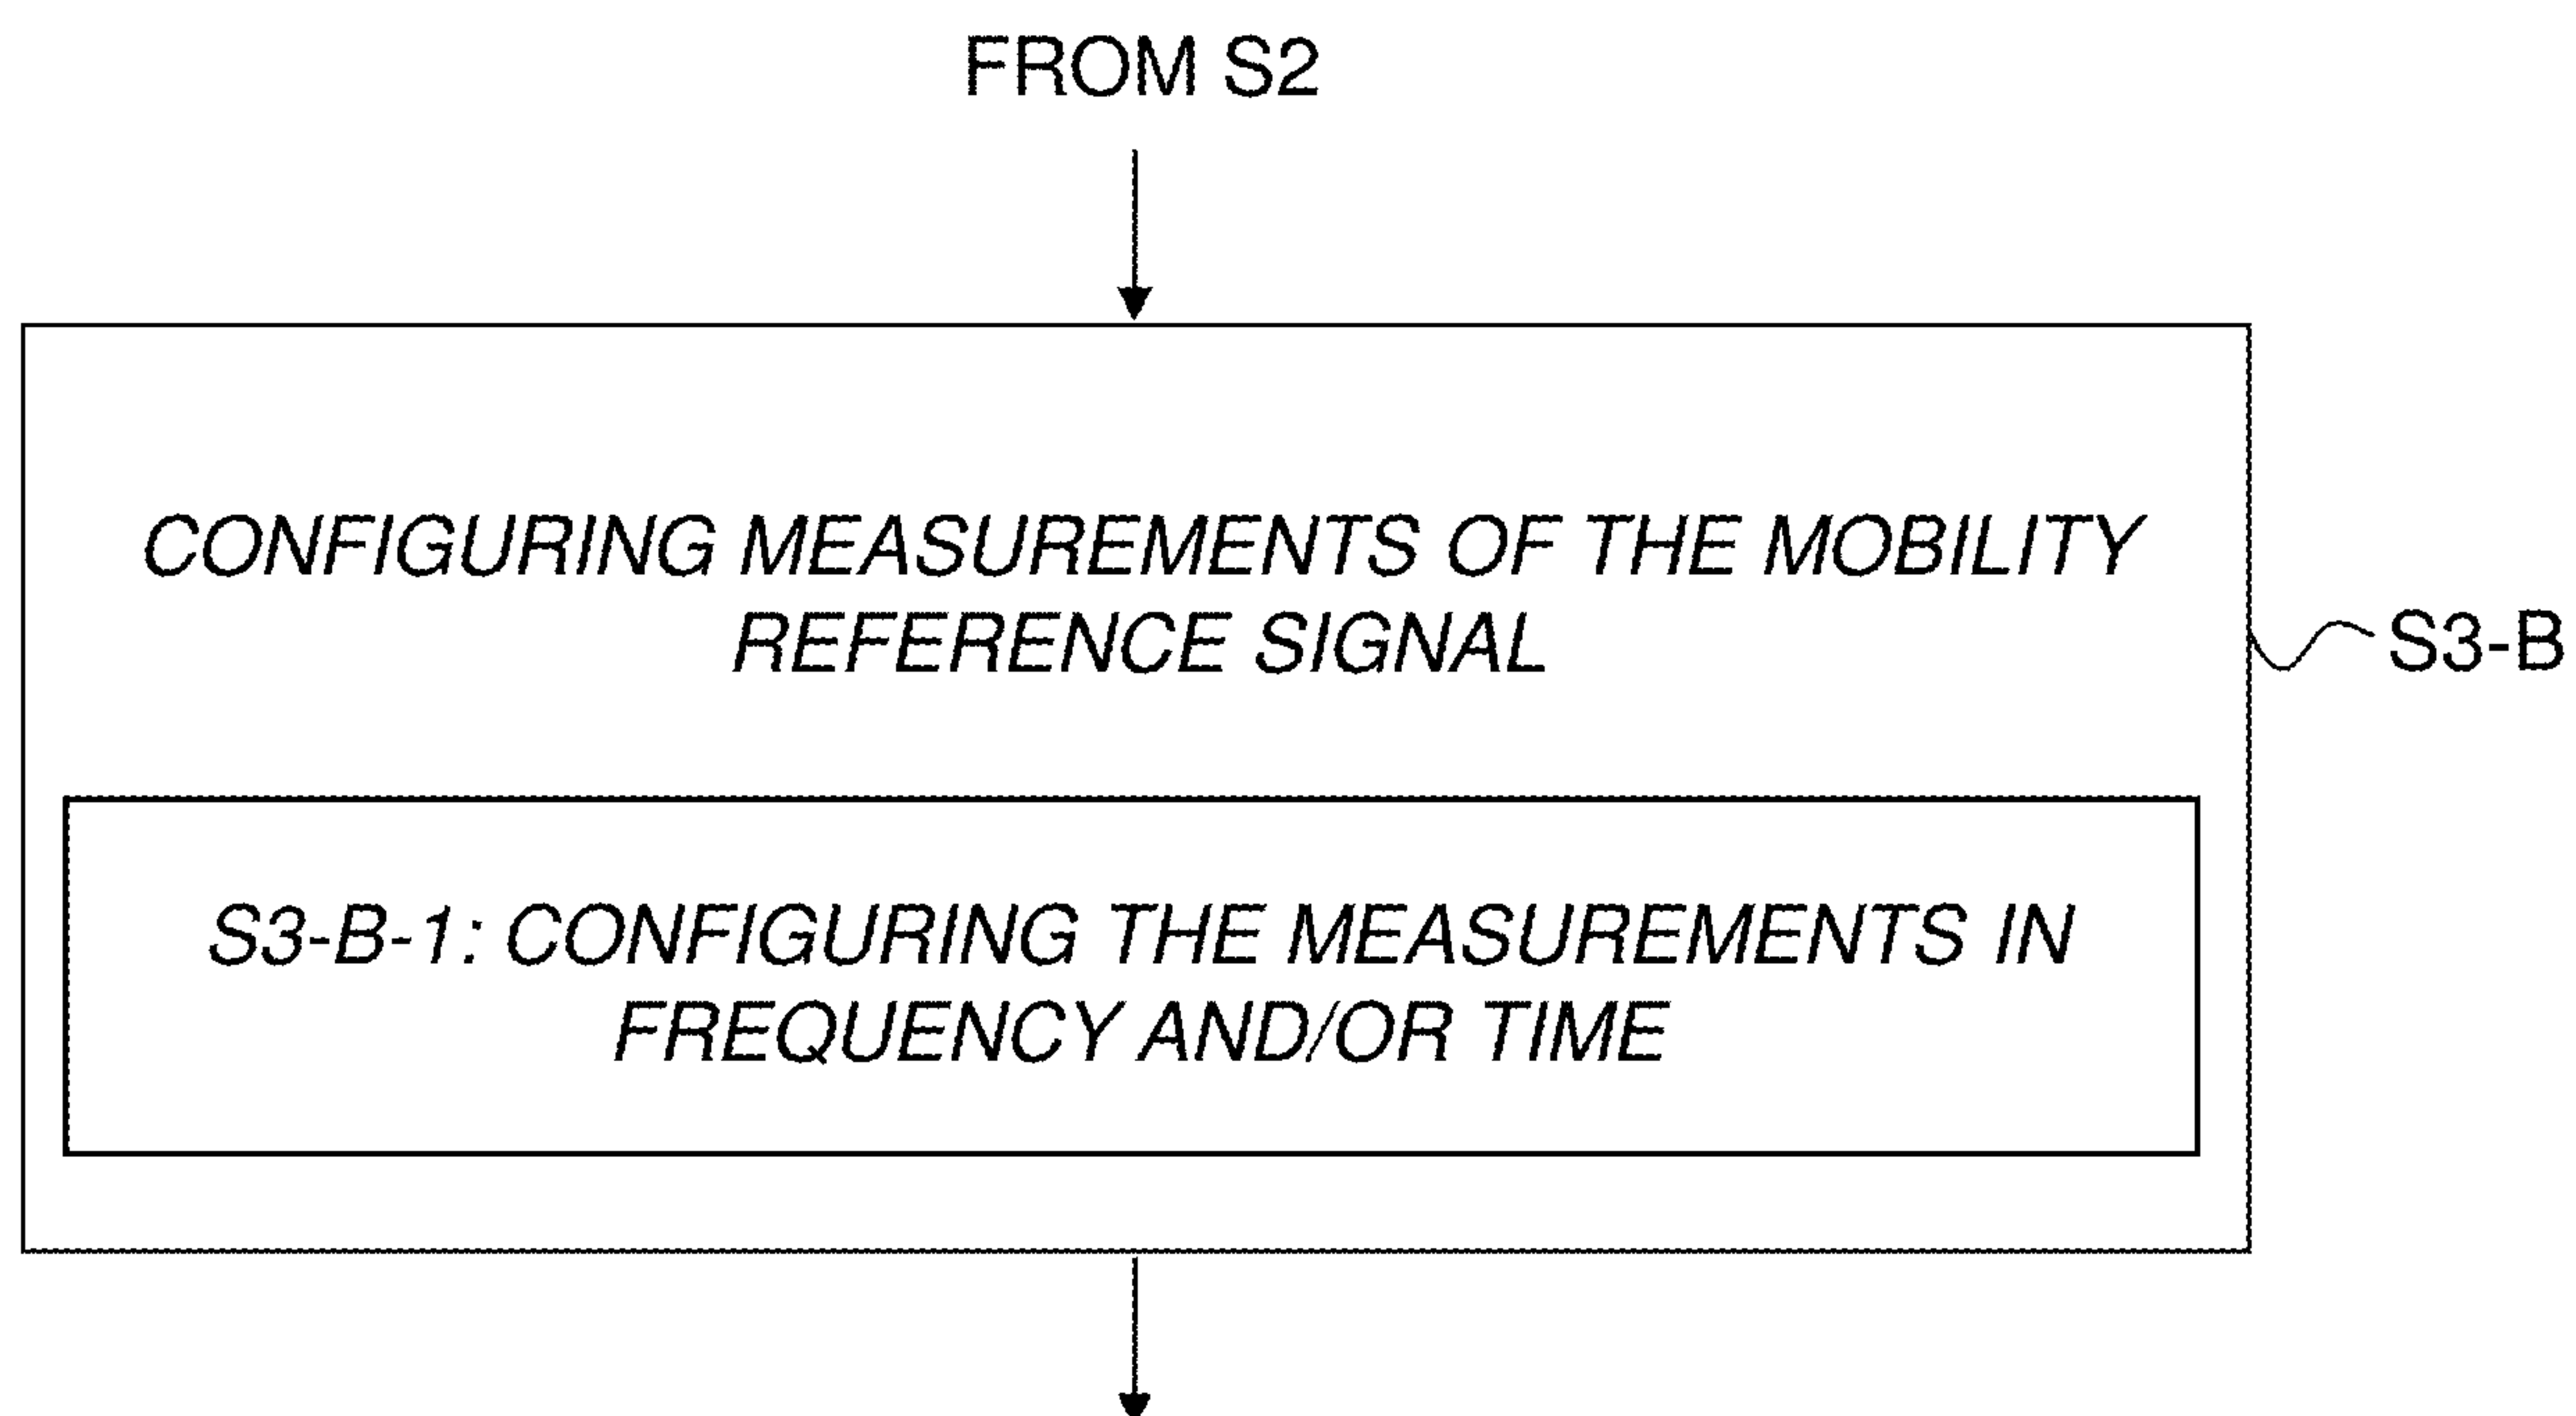 FROM S2
CONFIGURING MEASUREMENTS OF THE MOBILITY
REFERENCE SIGNAL
S3-B
S3-B-1: CONFIGURING THE MEASUREMENTS IN
FREQUENCY AND/OR TIME